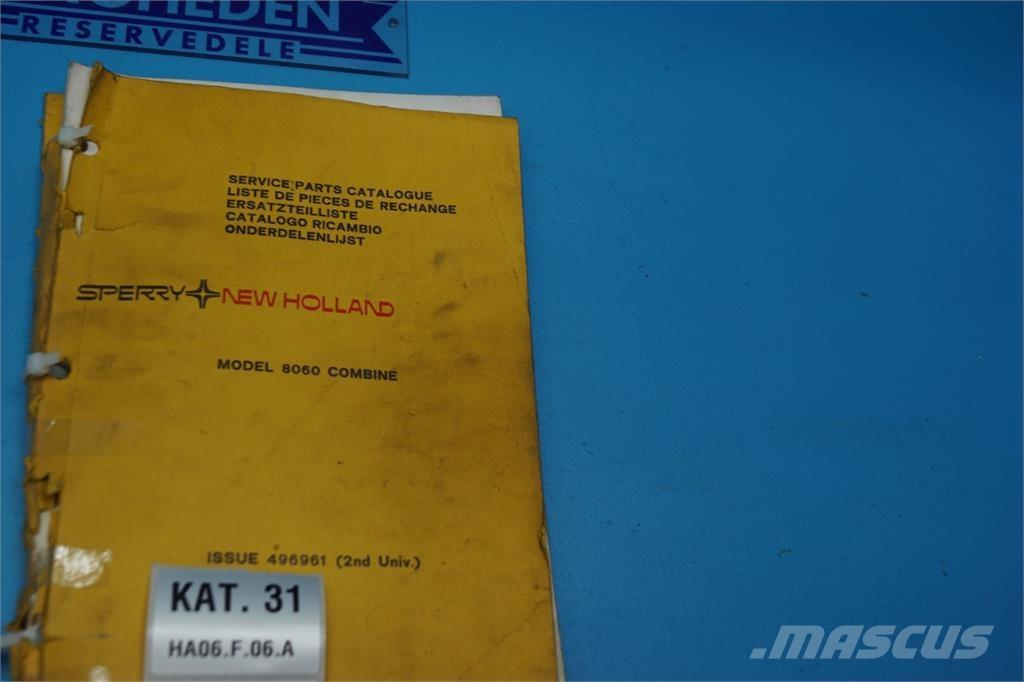 RESERVEDELE
SERVICE PARTS CATALOGUE
LISTE DE PIECES DE RECHANGE
ERSATZTEILLISTE
CATALOGO RICAMBIO
ONDERDELENLIJST
SPERRY NEW HOLLAND
MODEL 8060 COMBINE
ISSUE 496961 (2nd Univ.)
KAT. 31
HA06.F.06.A
MASCUS